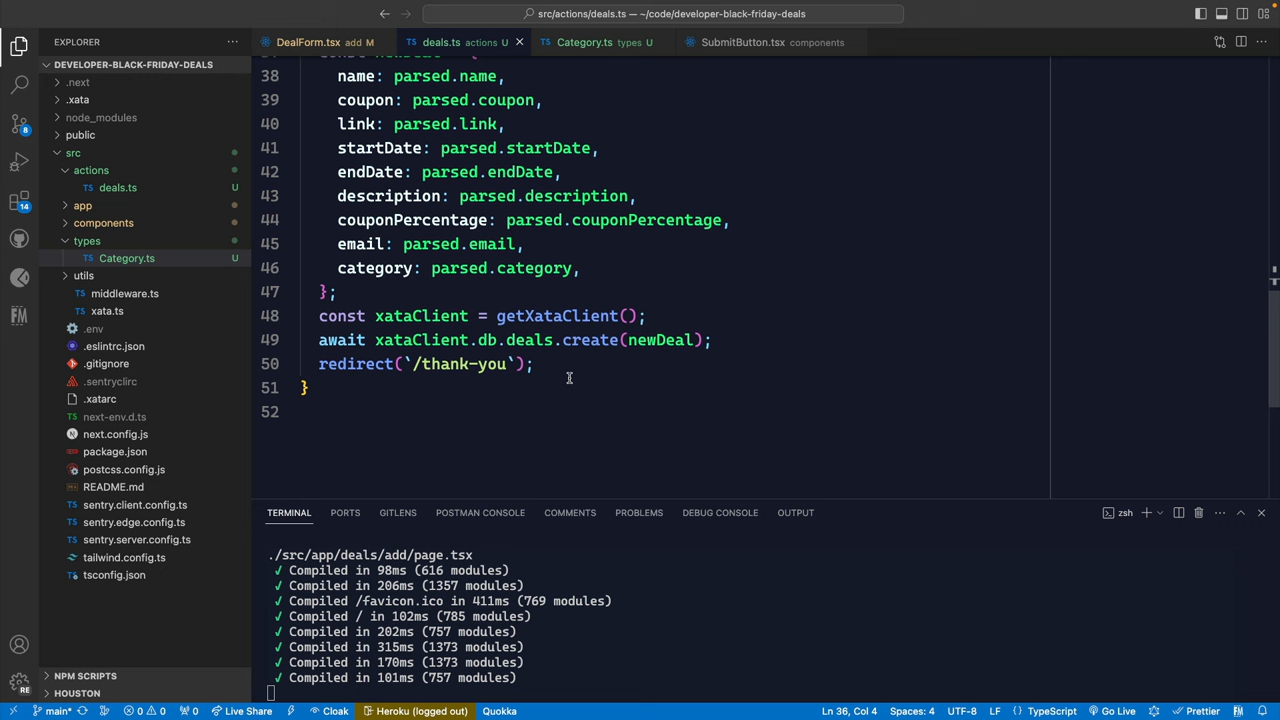 src/actions/deals.ts — ~/code/developer-black-friday-deals
EXPLORER
DealForm.tsx add M
deals.ts actions U
Category.ts types U
SubmitButton.tsx components
DEVELOPER-BLACK-FRIDAY-DEALS
.next
.xata
node_modules
public
src
actions
deals.ts U
app
components
types
Category.ts U
utils
middleware.ts
xata.ts
.env
.eslintrc.json
.gitignore
.sentryclirc
.xatarc
next-env.d.ts
next.config.js
package.json
postcss.config.js
README.md
sentry.client.config.ts
sentry.edge.config.ts
sentry.server.config.ts
tailwind.config.ts
tsconfig.json
NPM SCRIPTS
HOUSTON
8
14
FM
RE
38 name: parsed.name,
39 coupon: parsed.coupon,
40 link: parsed.link,
41 startDate: parsed.startDate,
42 endDate: parsed.endDate,
43 description: parsed.description,
44 couponPercentage: parsed.couponPercentage,
45 email: parsed.email,
46 category: parsed.category,
47 };
48 const xataClient = getXataClient();
49 await xataClient.db.deals.create(newDeal);
50 redirect(`/thank-you`);
51 }
52
TERMINAL PORTS GITLENS POSTMAN CONSOLE COMMENTS PROBLEMS DEBUG CONSOLE OUTPUT zsh
./src/app/deals/add/page.tsx
✓ Compiled in 98ms (616 modules)
✓ Compiled in 206ms (1357 modules)
✓ Compiled /favicon.ico in 411ms (769 modules)
✓ Compiled / in 102ms (785 modules)
✓ Compiled in 202ms (757 modules)
✓ Compiled in 315ms (1373 modules)
✓ Compiled in 170ms (1373 modules)
✓ Compiled in 101ms (757 modules)
main* 0 0 0 Live Share Cloak Heroku (logged out) Quokka Ln 36, Col 4 Spaces: 4 UTF-8 LF TypeScript Go Live FM Prettier